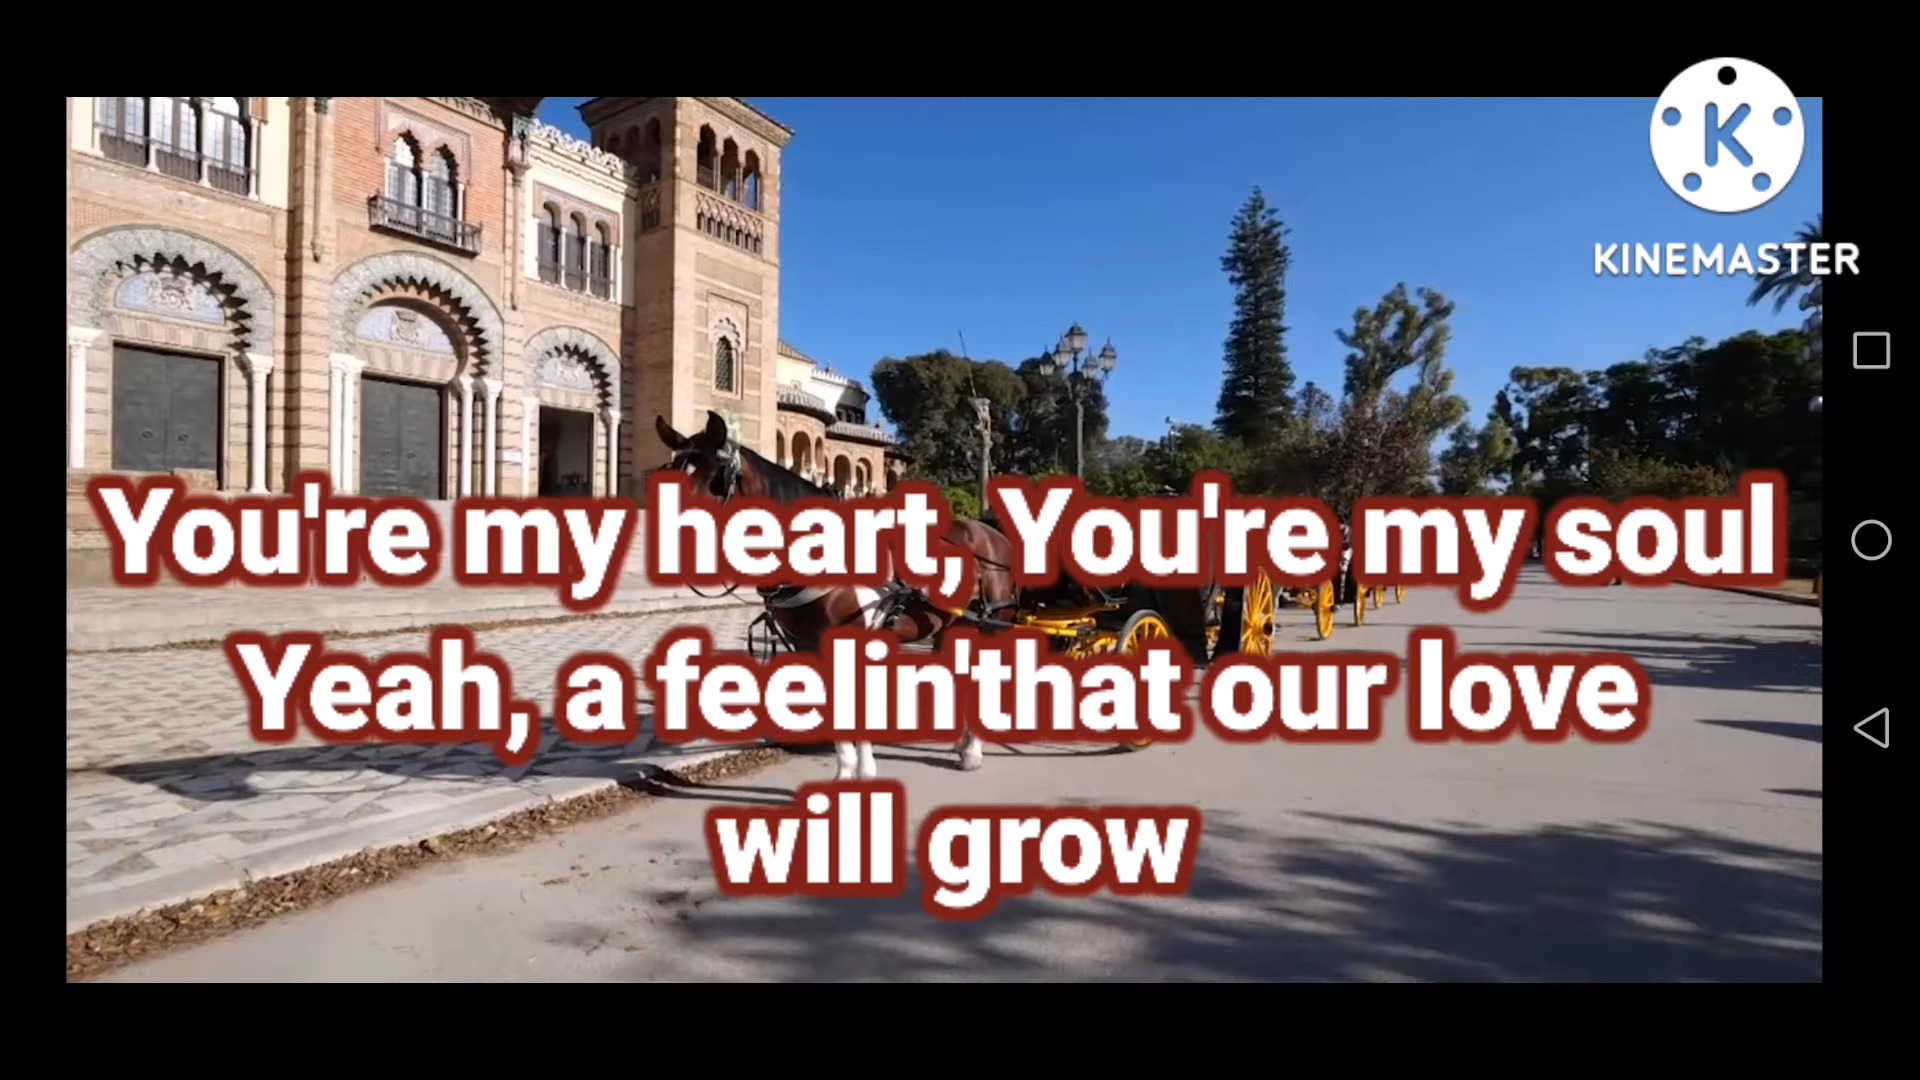 K
KINEMASTER
You're my heart, You're my soul
Yeah, a feelin'that our love
will grow